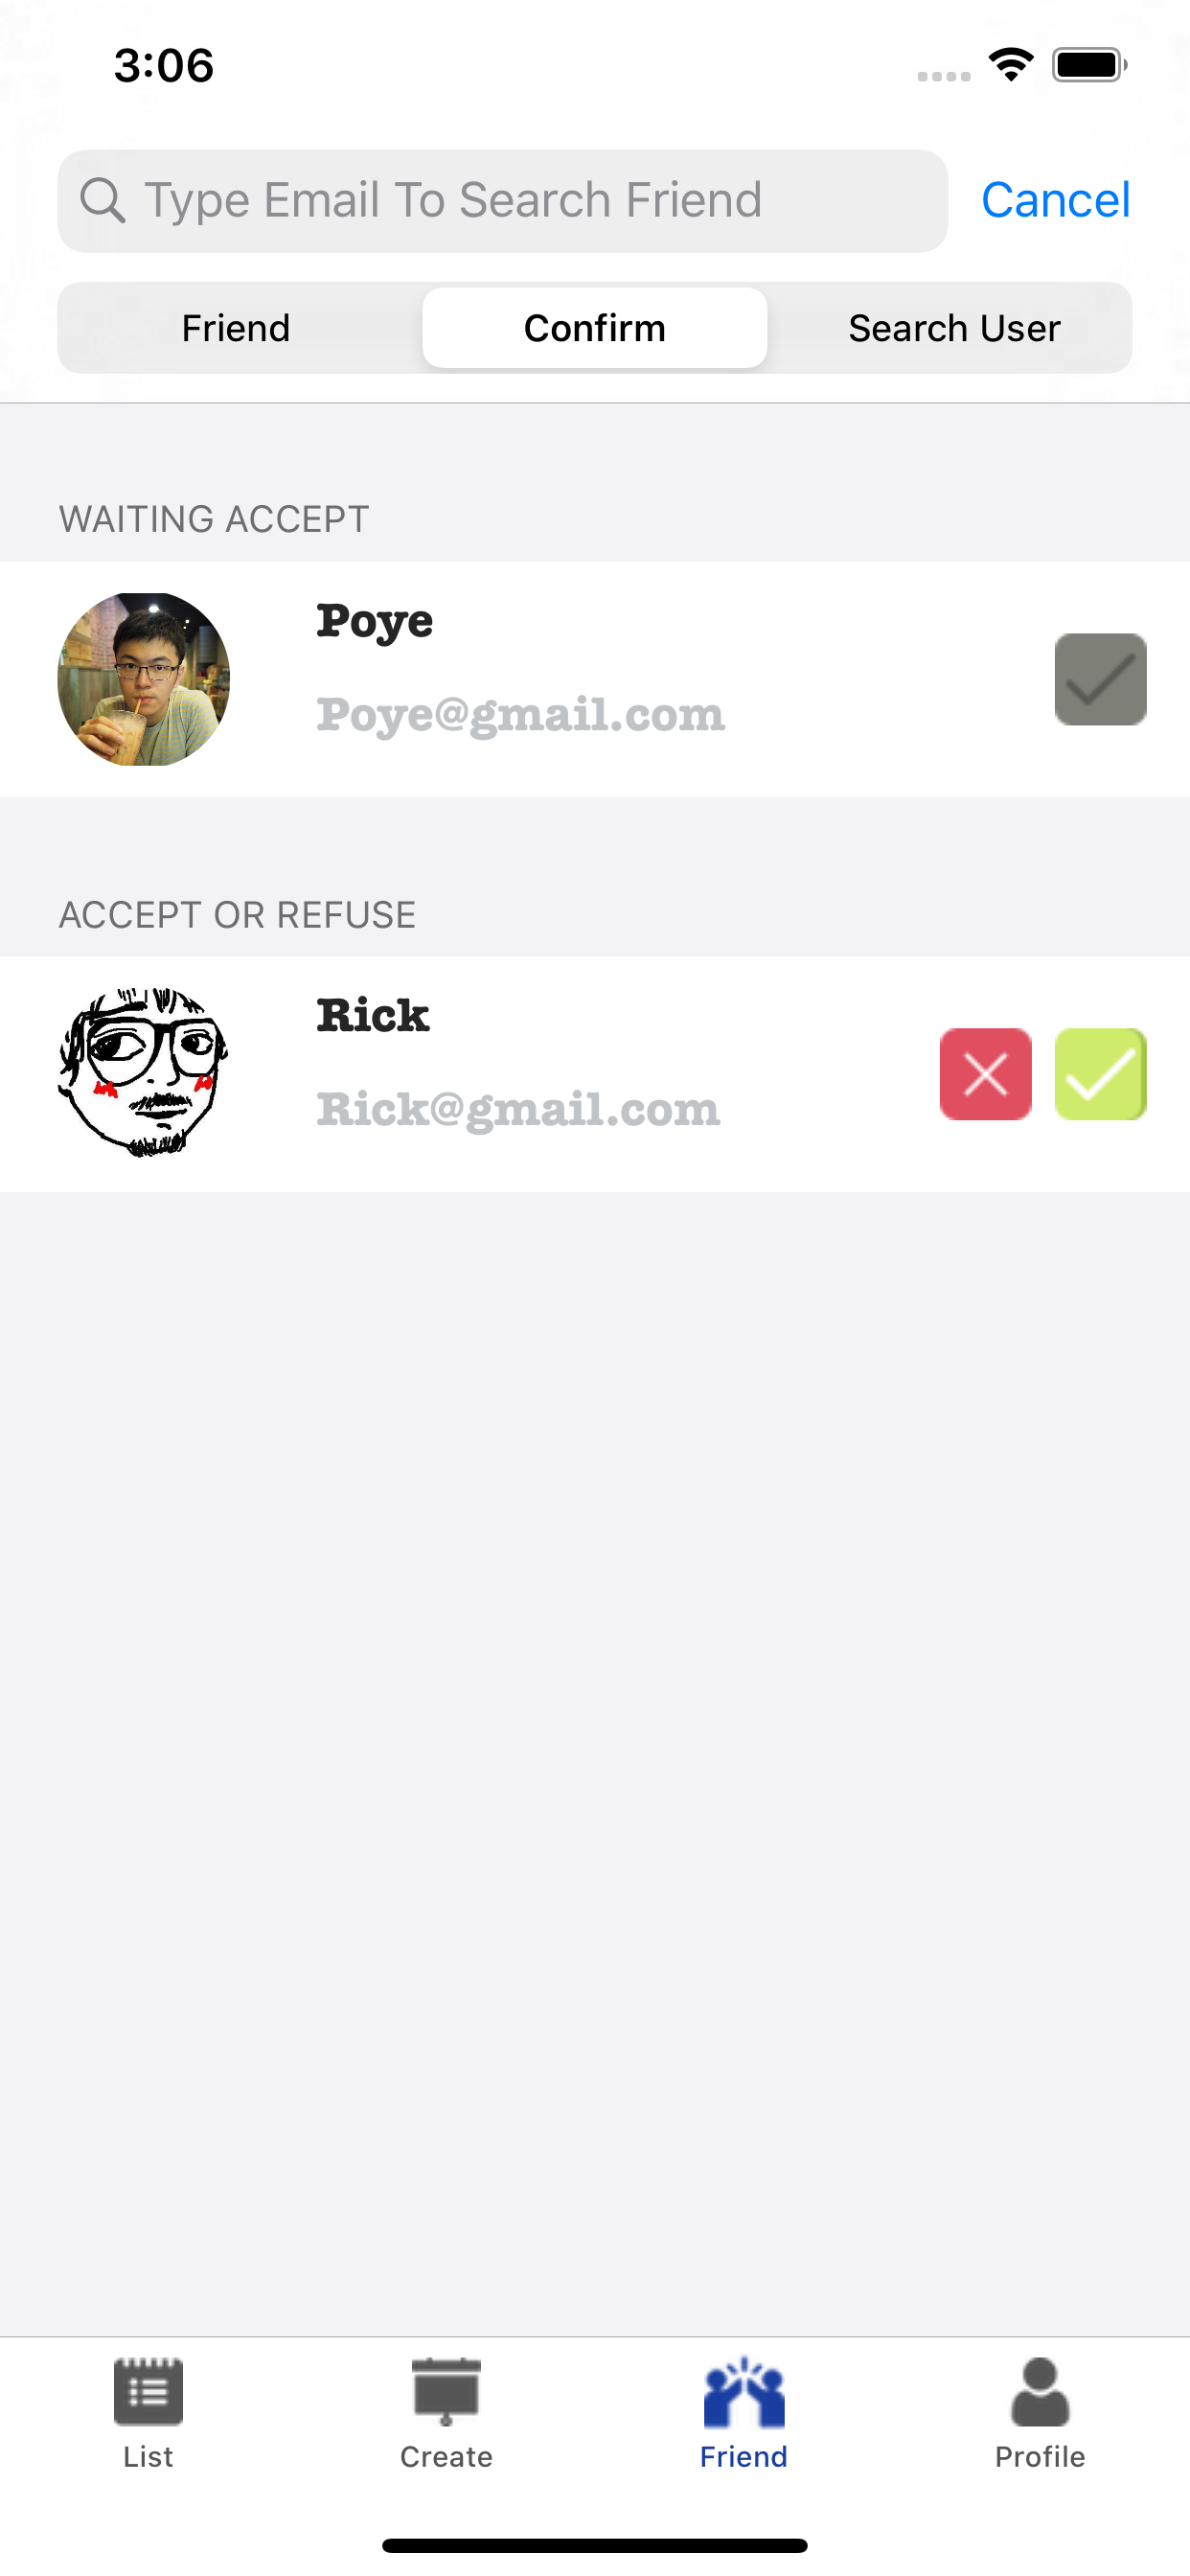 3:06
Type Email To Search Friend
Cancel
Friend
Confirm
Search User
WAITING ACCEPT
Poye
Poye@gmail.com
ACCEPT OR REFUSE
Rick
Rick@gmail.com
List
Create
Friend
Profile